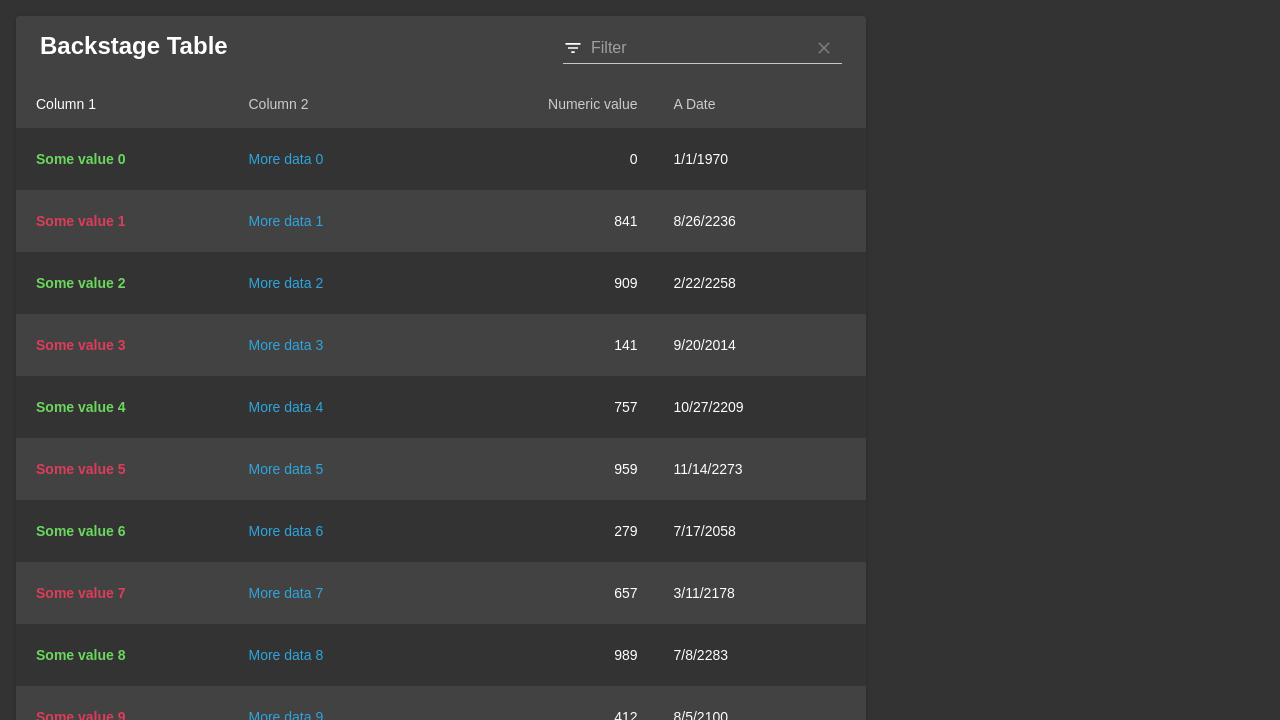 Backstage Table
Filter
Column 1 Column 2 Numeric value A Date
Some value 0 More data 0 0 1/1/1970
Some value 1 More data 1 841 8/26/2236
Some value 2 More data 2 909 2/22/2258
Some value 3 More data 3 141 9/20/2014
Some value 4 More data 4 757 10/27/2209
Some value 5 More data 5 959 11/14/2273
Some value 6 More data 6 279 7/17/2058
Some value 7 More data 7 657 3/11/2178
Some value 8 More data 8 989 7/8/2283
Some value 9 More data 9 412 8/5/2100